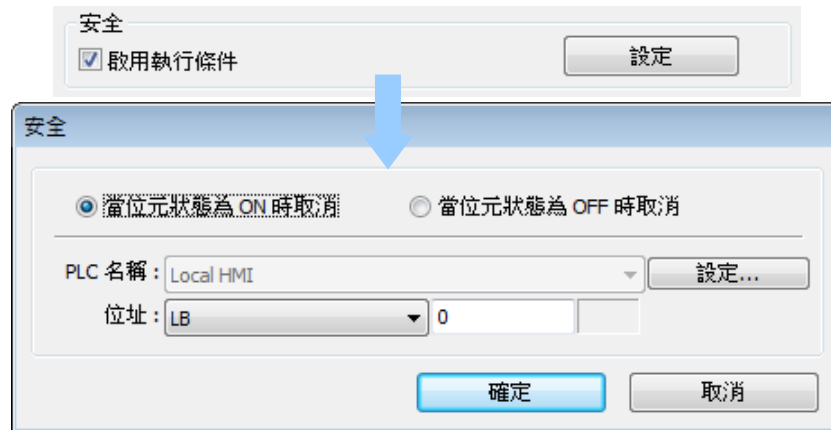 安全
啟用執行條件
設定
安全
當位元狀態為 ON 時取消
當位元狀態為 OFF 時取消
PLC 名稱：
Local HMI
設定...
位址：
LB
0
確定
取消